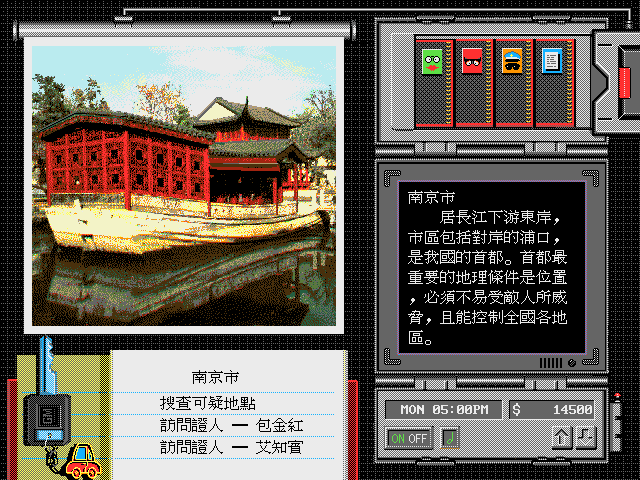 南京市
居長江下游東岸，
市區包括對岸的浦口，
是我國的首都。首都最
重要的地理條件是位置
，必須不易受敵人所威
脅，且能控制全國各地
區。
南京市
搜查可疑地點
訪問證人 — 包金紅
訪問證人 — 艾知賓
MON 05:00PM
$ 14500
ON OFF